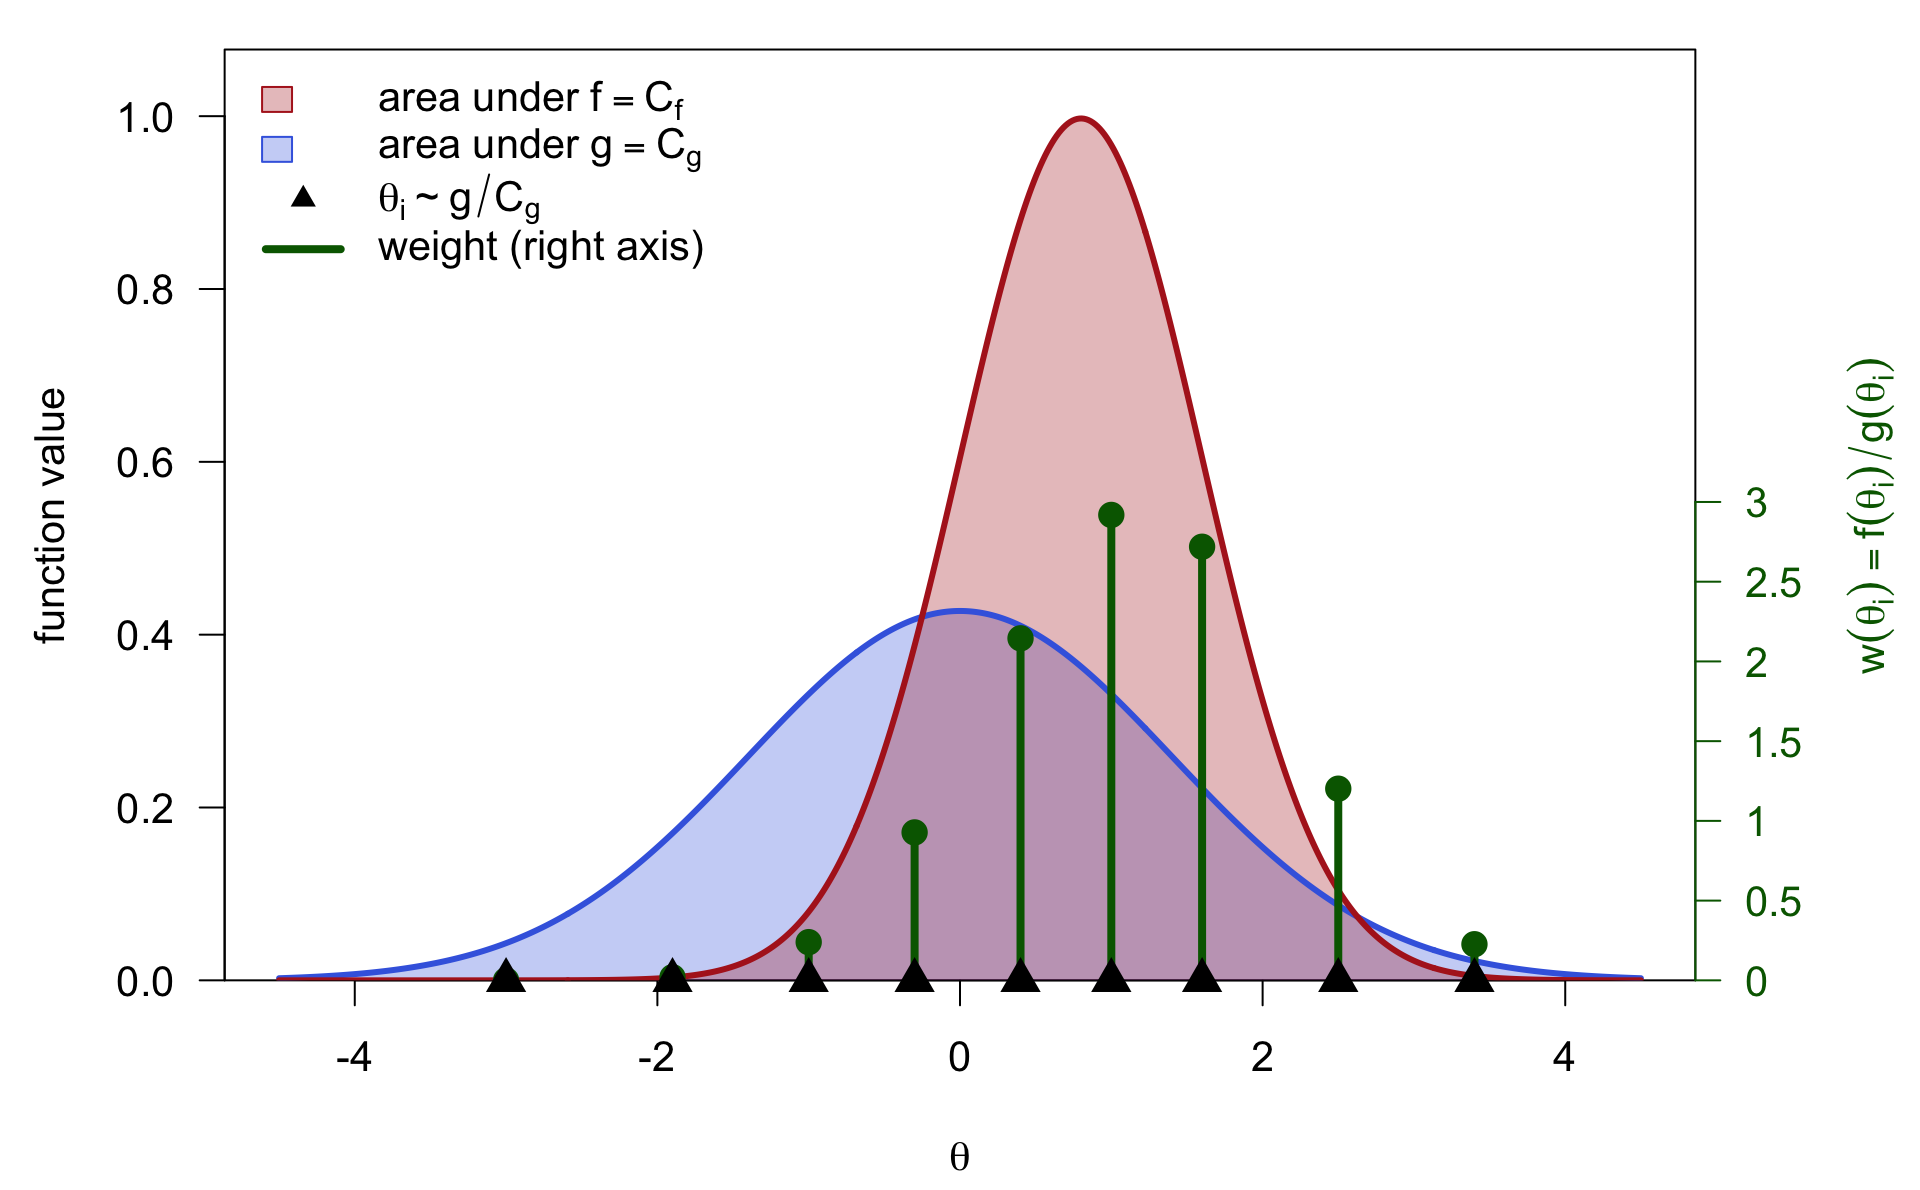 area under f = C_f
area under g = C_g
θ_i ~ g/C_g
weight (right axis)
function value
1.0
0.8
0.6
0.4
0.2
0.0
-4
-2
0
2
4
θ
3
2.5
2
1.5
1
0.5
0
w(θ_i) = f(θ_i)/g(θ_i)